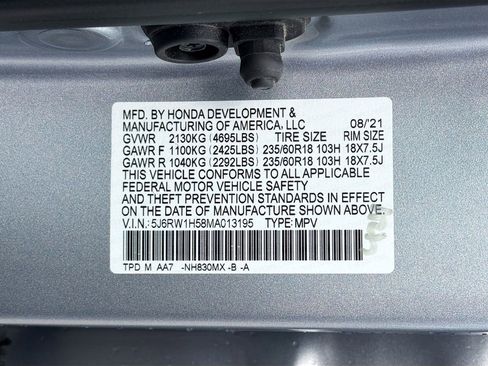 MFD. BY HONDA DEVELOPMENT &
MANUFACTURING OF AMERICA, LLC 08/'21
GVWR 2130KG (4695LBS) TIRE SIZE RIM SIZE
GAWR F 1100KG (2425LBS) 235/60R18 103H 18X7.5J
GAWR R 1040KG (2292LBS) 235/60R18 103H 18X7.5J
THIS VEHICLE CONFORMS TO ALL APPLICABLE
FEDERAL MOTOR VEHICLE SAFETY
AND THEFT PREVENTION STANDARDS IN EFFECT
ON THE DATE OF MANUFACTURE SHOWN ABOVE.
V.I.N.: 5J6RW1H58MA013195 TYPE: MPV
TPD M AA7 -NH830MX -B -A